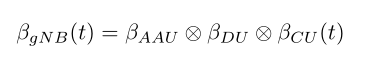 β_{gNB}(t) = β_{AAU} ⊗ β_{DU} ⊗ β_{CU}(t)